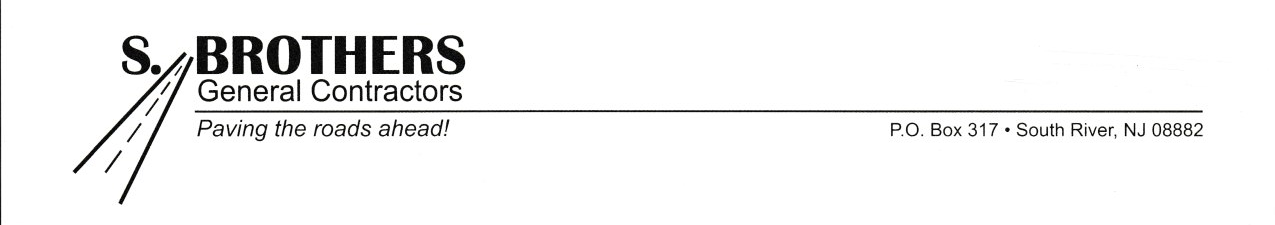 S. BROTHERS
General Contractors
Paving the roads ahead!
P.O. Box 317 • South River, NJ 08882